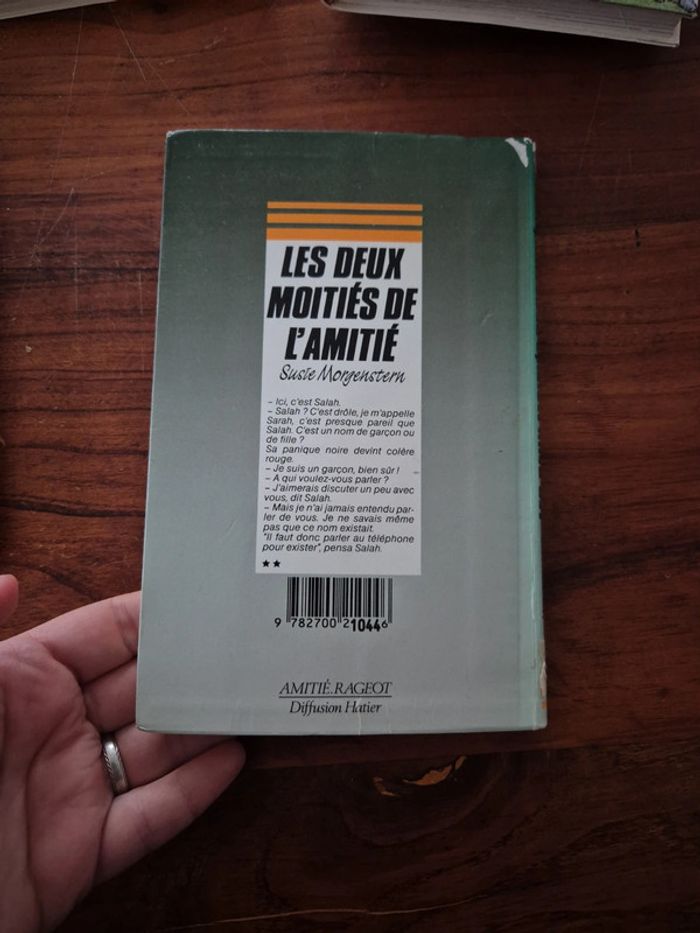 LES DEUX
MOITIÉS DE
L'AMITIÉ
Susie Morgenstern
– Ici, c'est Salah.
– Salah ? C'est drôle, je m'appelle
Sarah, c'est presque pareil que
Salah. C'est un nom de garçon ou
de fille ?
Sa panique noire devint colère
rouge.
– Je suis un garçon, bien sûr !
– A qui voulez-vous parler ?
– J'aimerais discuter un peu avec
vous, dit Salah.
– Mais je n'ai jamais entendu par-
ler de vous. Je ne savais même
pas que ce nom existait.
"Il faut donc parler au téléphone
pour exister", pensa Salah.
★★
9 782700 210446
AMITIÉ.RAGEOT
Diffusion Hatier